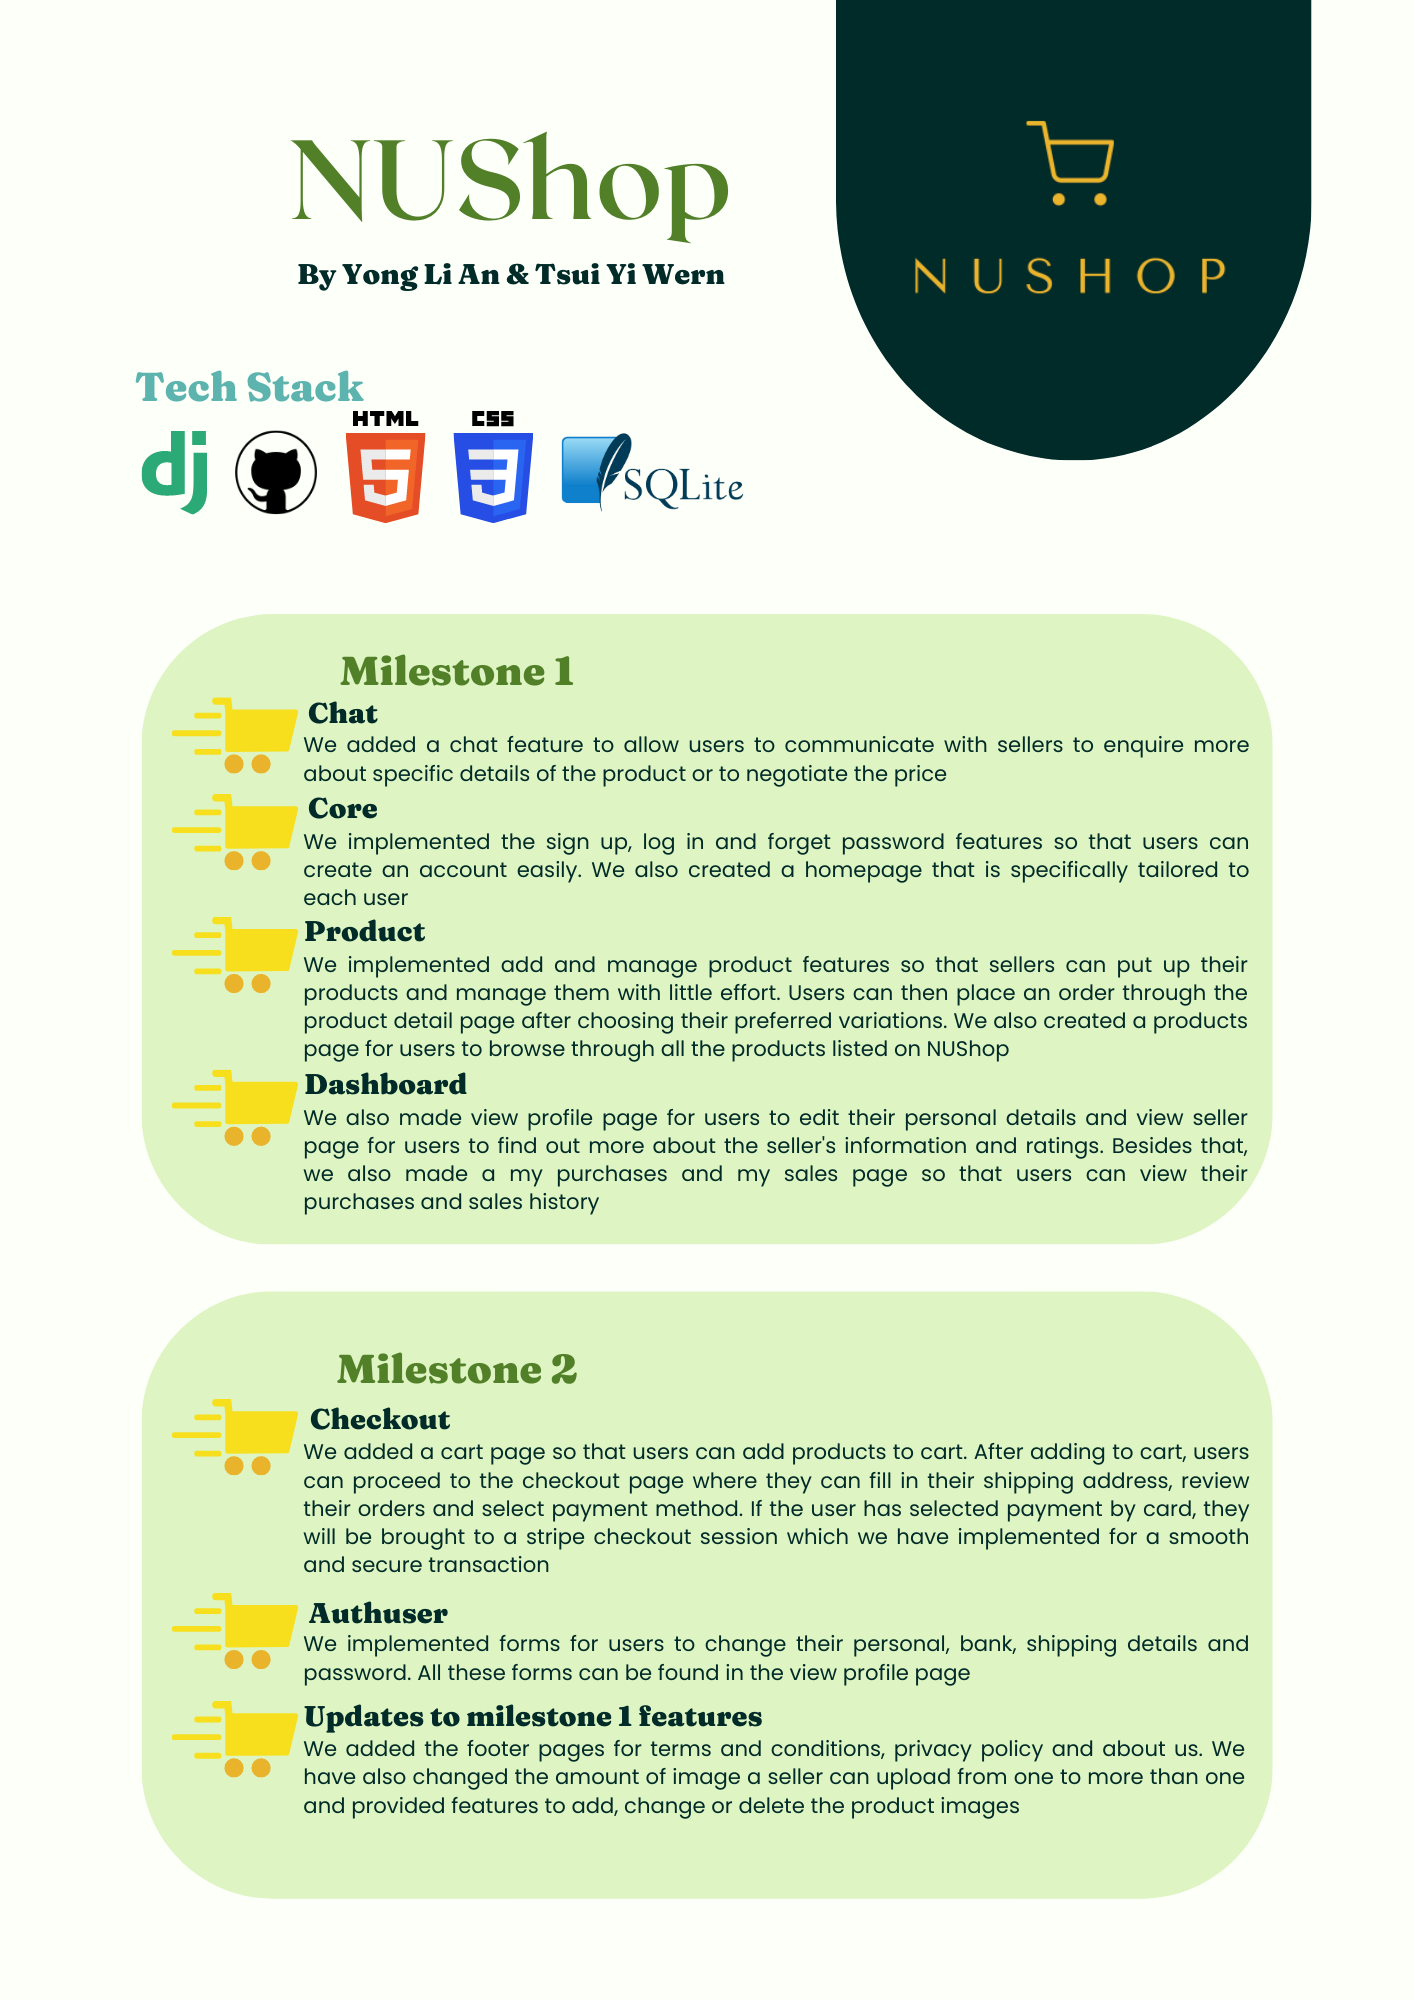 NUShop
By Yong Li An & Tsui Yi Wern
NUSHOP
Tech Stack
dj
HTML
5
CSS
3
SQLite
Milestone 1
Chat
We added a chat feature to allow users to communicate with sellers to enquire more
about specific details of the product or to negotiate the price
Core
We implemented the sign up, log in and forget password features so that users can
create an account easily. We also created a homepage that is specifically tailored to
each user
Product
We implemented add and manage product features so that sellers can put up their
products and manage them with little effort. Users can then place an order through the
product detail page after choosing their preferred variations. We also created a products
page for users to browse through all the products listed on NUShop
Dashboard
We also made view profile page for users to edit their personal details and view seller
page for users to find out more about the seller's information and ratings. Besides that,
we also made a my purchases and my sales page so that users can view their
purchases and sales history
Milestone 2
Checkout
We added a cart page so that users can add products to cart. After adding to cart, users
can proceed to the checkout page where they can fill in their shipping address, review
their orders and select payment method. If the user has selected payment by card, they
will be brought to a stripe checkout session which we have implemented for a smooth
and secure transaction
Authuser
We implemented forms for users to change their personal, bank, shipping details and
password. All these forms can be found in the view profile page
Updates to milestone 1 features
We added the footer pages for terms and conditions, privacy policy and about us. We
have also changed the amount of image a seller can upload from one to more than one
and provided features to add, change or delete the product images